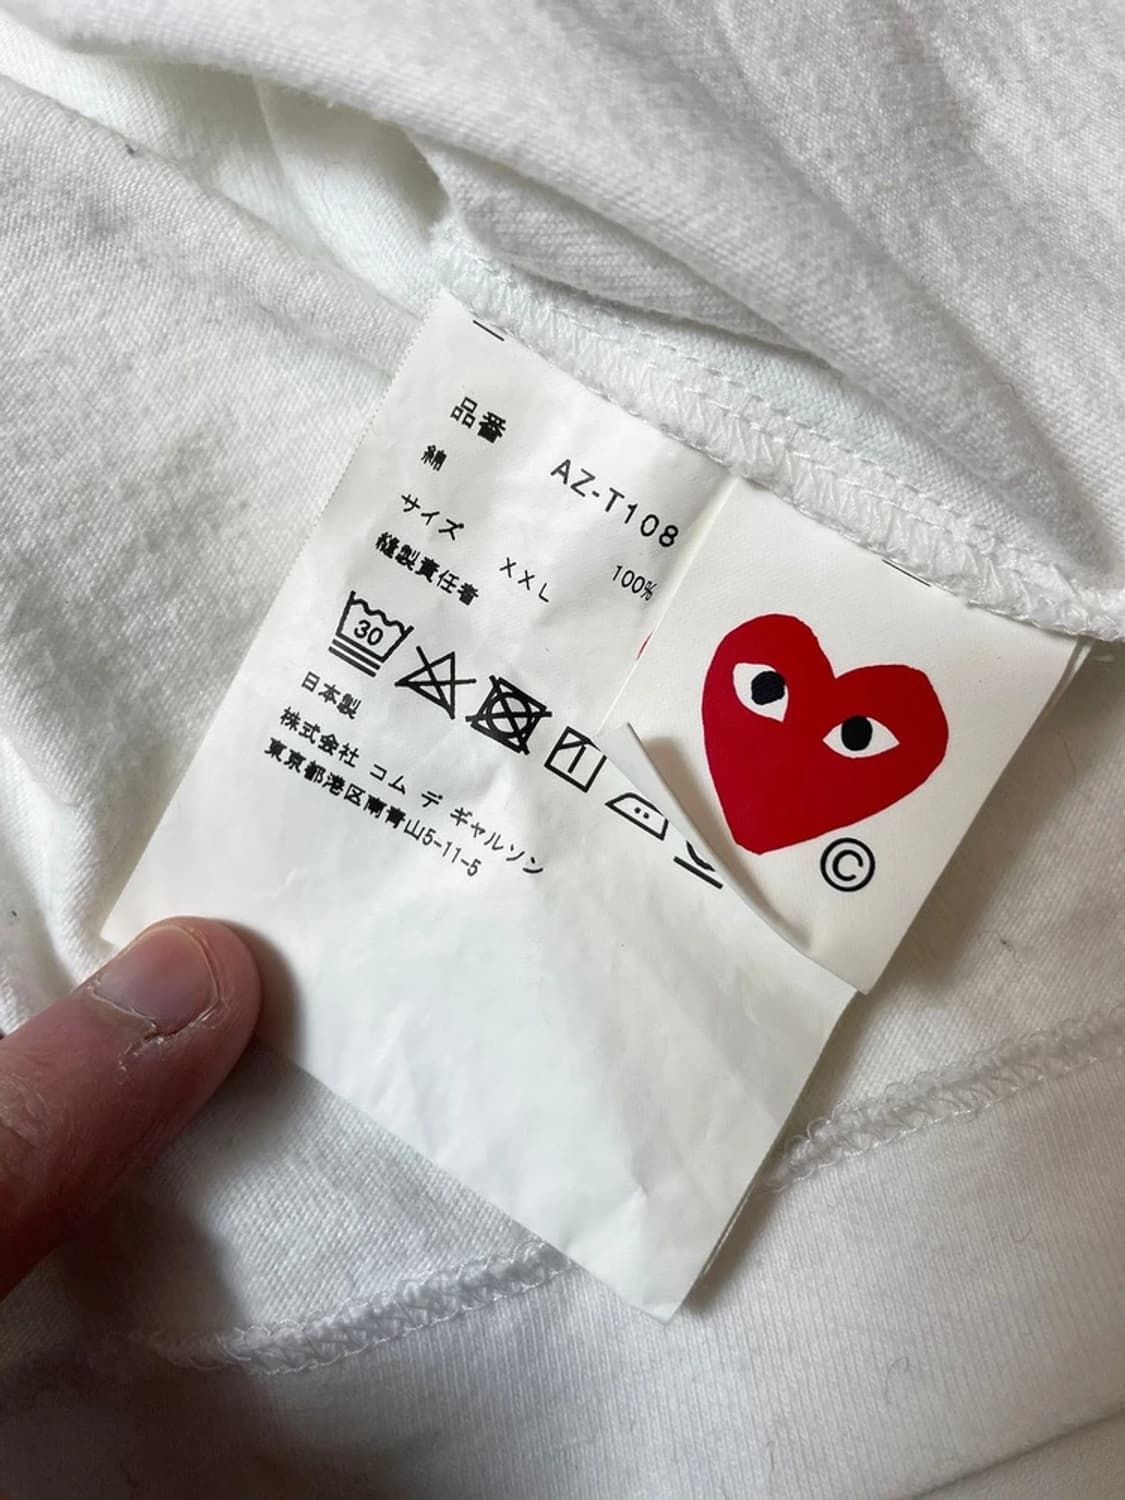 品番 AZ-T108
綿 100%
サイズ XXL
縫製責任者
30
日本製
株式会社 コム デ ギャルソン
東京都港区南青山5-11-5
©